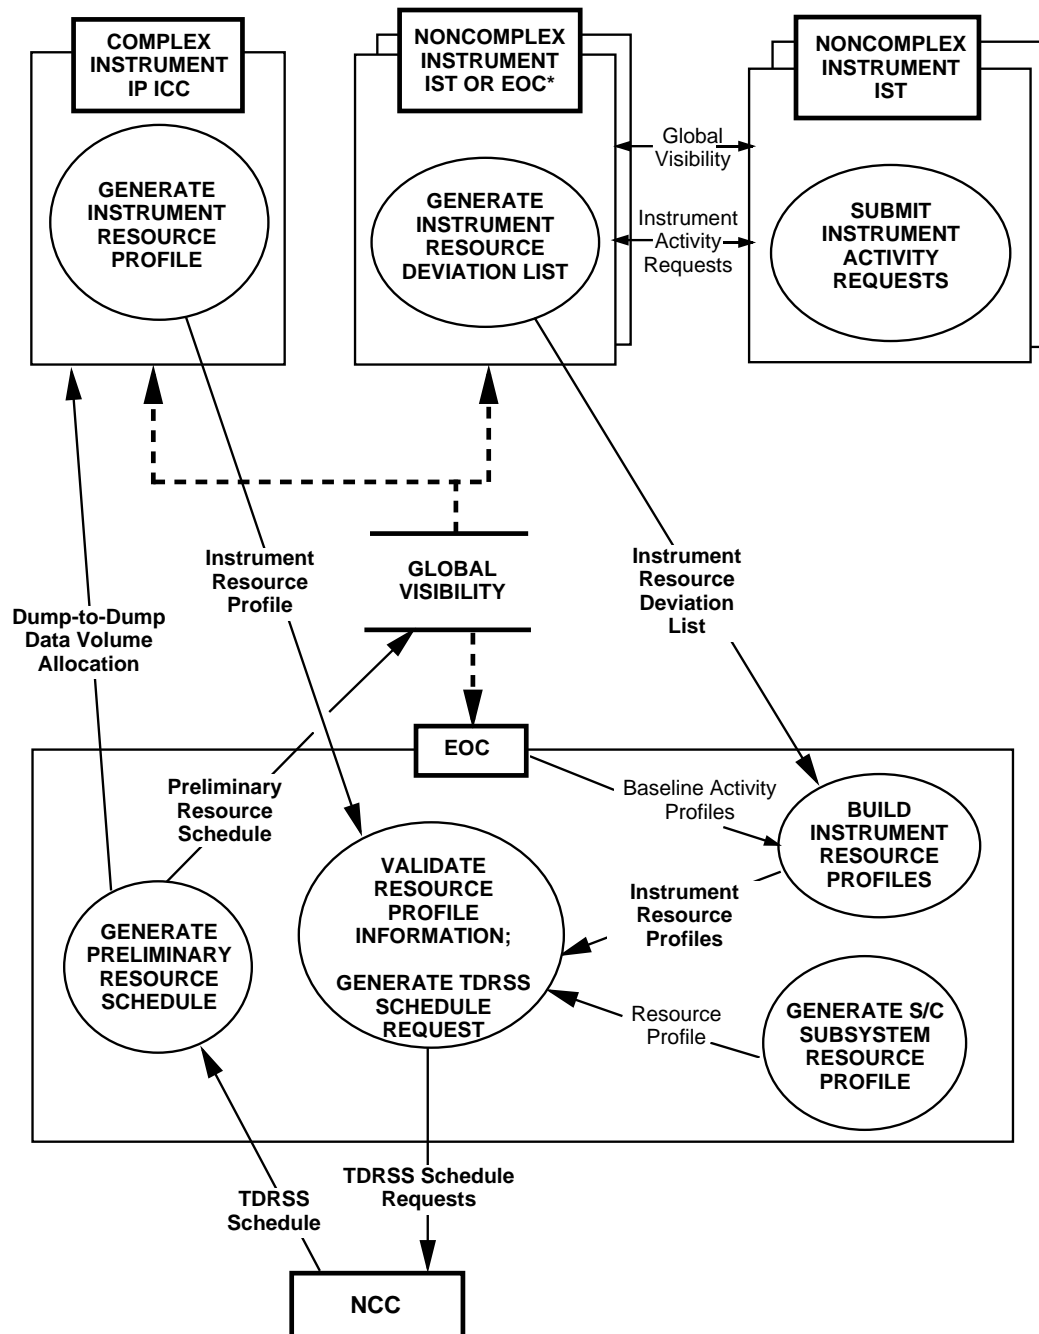 COMPLEX
INSTRUMENT
IP ICC
NONCOMPLEX
INSTRUMENT
IST OR EOC*
NONCOMPLEX
INSTRUMENT
IST
GENERATE
INSTRUMENT
RESOURCE
PROFILE
GENERATE
INSTRUMENT
RESOURCE
DEVIATION LIST
Global
Visibility
Instrument
Activity
Requests
SUBMIT
INSTRUMENT
ACTIVITY
REQUESTS
Instrument
Resource
Profile
GLOBAL
VISIBILITY
Instrument
Resource
Deviation
List
Dump-to-Dump
Data Volume
Allocation
EOC
Preliminary
Resource
Schedule
Baseline Activity
Profiles
BUILD
INSTRUMENT
RESOURCE
PROFILES
VALIDATE
RESOURCE
PROFILE
INFORMATION;
GENERATE TDRSS
SCHEDULE
REQUEST
Instrument
Resource
Profiles
GENERATE
PRELIMINARY
RESOURCE
SCHEDULE
Resource
Profile
GENERATE S/C
SUBSYSTEM
RESOURCE
PROFILE
TDRSS
Schedule
TDRSS Schedule
Requests
NCC